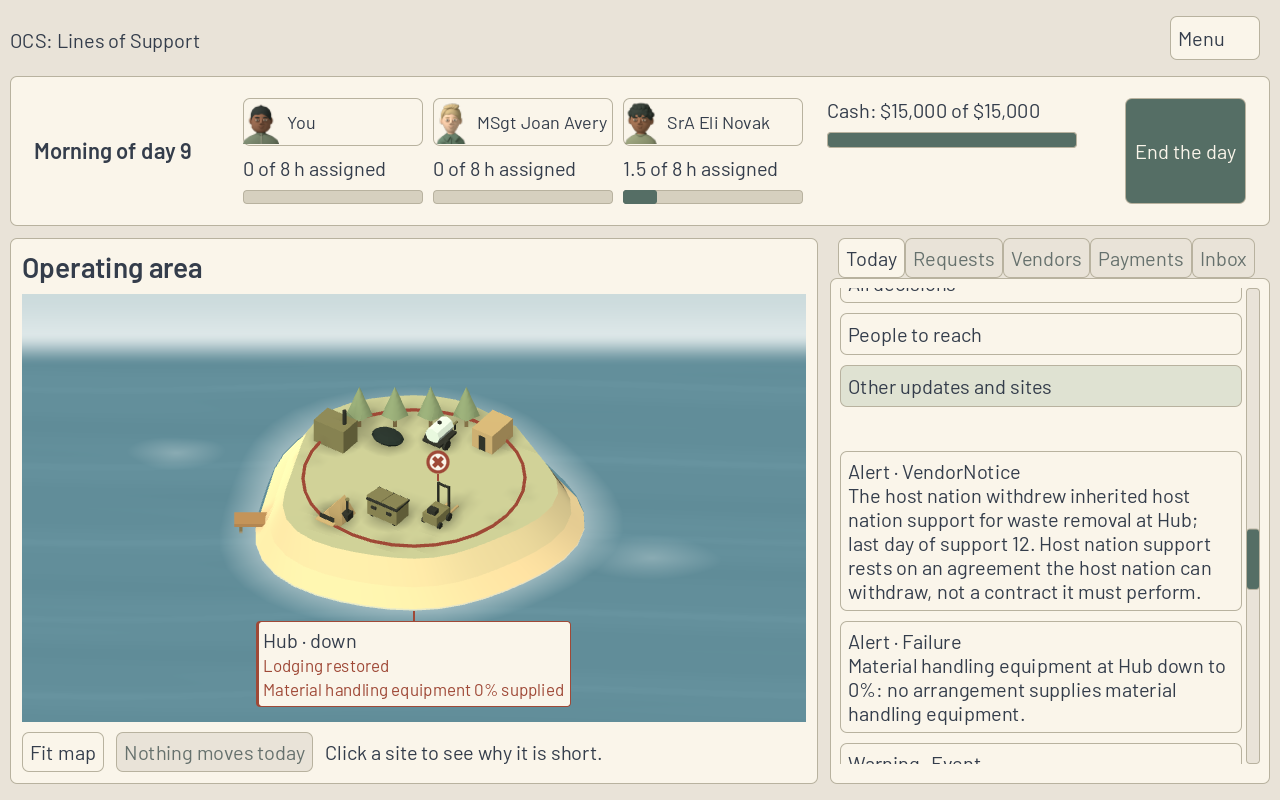 OCS: Lines of Support
Menu
Morning of day 9
You
0 of 8 h assigned
MSgt Joan Avery
0 of 8 h assigned
SrA Eli Novak
1.5 of 8 h assigned
Cash: $15,000 of $15,000
End the day
Operating area
Hub · down
Lodging restored
Material handling equipment 0% supplied
Fit map
Nothing moves today
Click a site to see why it is short.
Today
Requests
Vendors
Payments
Inbox
All decisions
People to reach
Other updates and sites
Alert · VendorNotice
The host nation withdrew inherited host
nation support for waste removal at Hub;
last day of support 12. Host nation support
rests on an agreement the host nation can
withdraw, not a contract it must perform.
Alert · Failure
Material handling equipment at Hub down to
0%: no arrangement supplies material
handling equipment.
Warning · Event